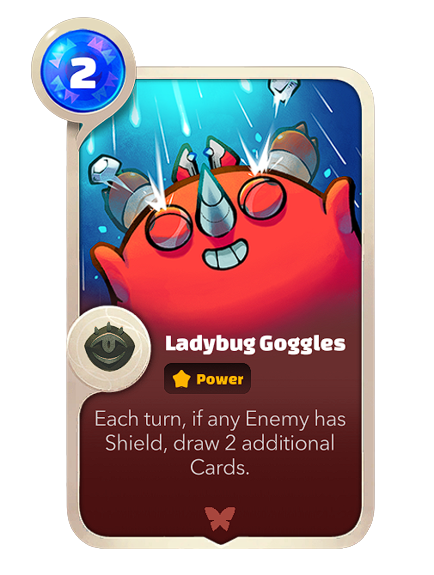 2
Ladybug Goggles
Power
Each turn, if any Enemy has
Shield, draw 2 additional
Cards.